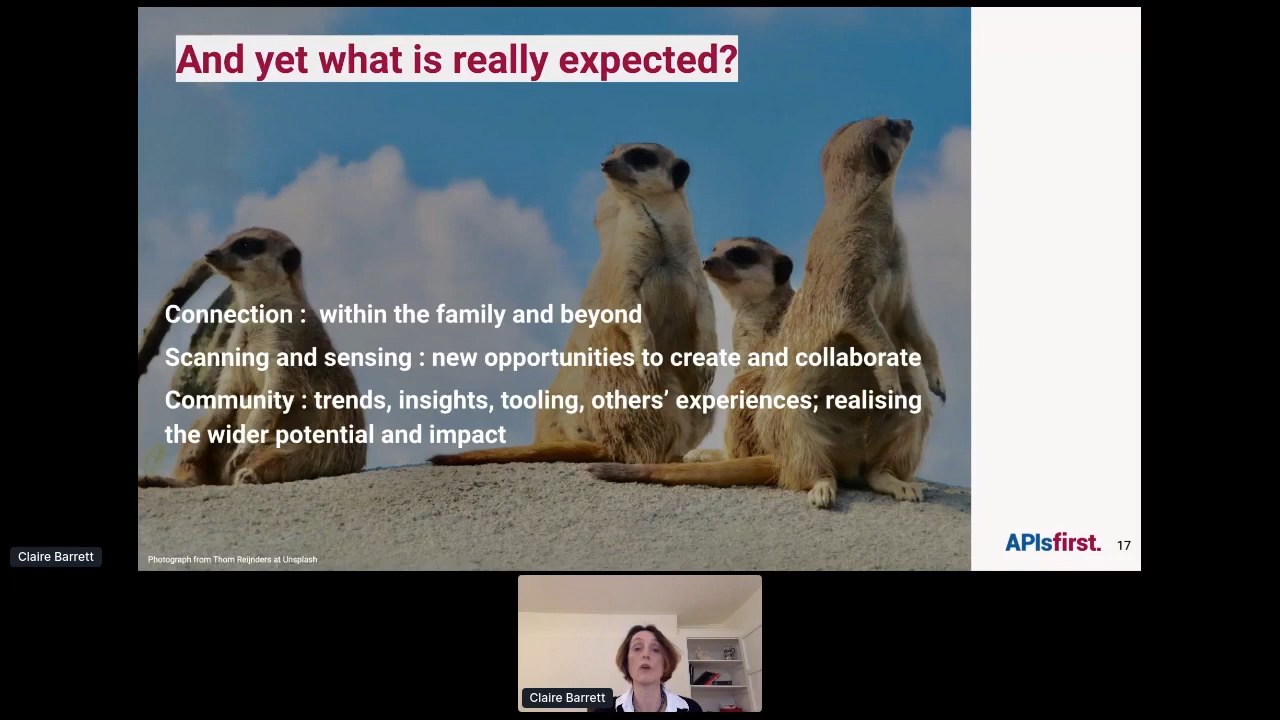 And yet what is really expected?
Connection :  within the family and beyond
Scanning and sensing : new opportunities to create and collaborate
Community : trends, insights, tooling, others’ experiences; realising
the wider potential and impact
Photograph from Thom Reijnders at Unsplash
APIsfirst.
17
Claire Barrett
Claire Barrett